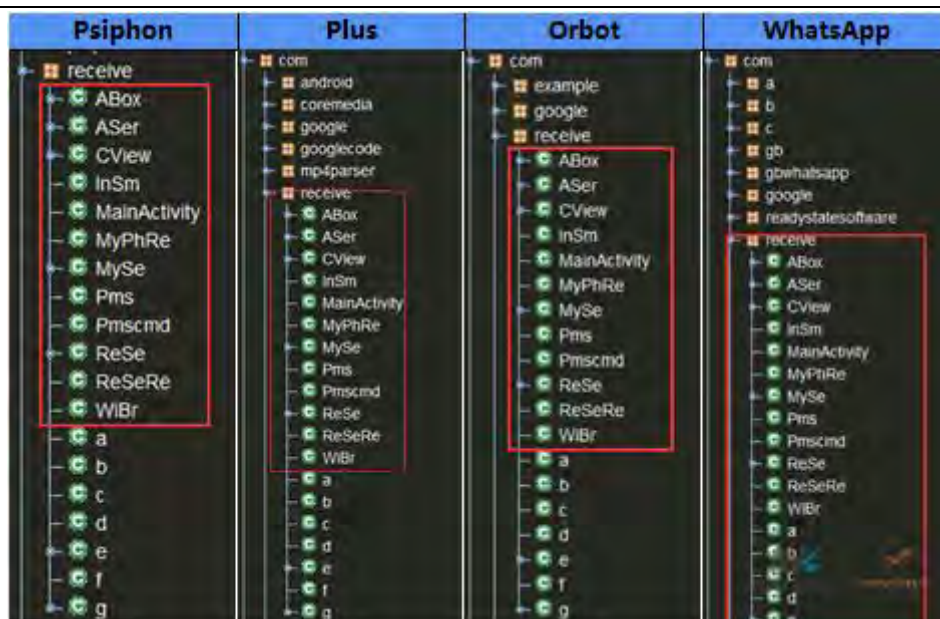 Psiphon
receive
ABox
ASer
CView
InSm
MainActivity
MyPhRe
MySe
Pms
Pmscmd
ReSe
ReSeRe
WiBr
a
b
c
d
e
f
g
Plus
com
android
coremedia
google
googlecode
mp4parser
receive
ABox
ASer
CView
InSm
MainActivity
MyPhRe
MySe
Pms
Pmscmd
ReSe
ReSeRe
WiBr
a
b
c
d
e
f
g
Orbot
com
example
google
receive
ABox
ASer
CView
InSm
MainActivity
MyPhRe
MySe
Pms
Pmscmd
ReSe
ReSeRe
WiBr
a
b
c
d
e
f
g
WhatsApp
com
a
b
c
gb
gbwhatsapp
google
readystatesoftware
receive
ABox
ASer
CView
InSm
MainActivity
MyPhRe
MySe
Pms
Pmscmd
ReSe
ReSeRe
WiBr
a
b
c
d